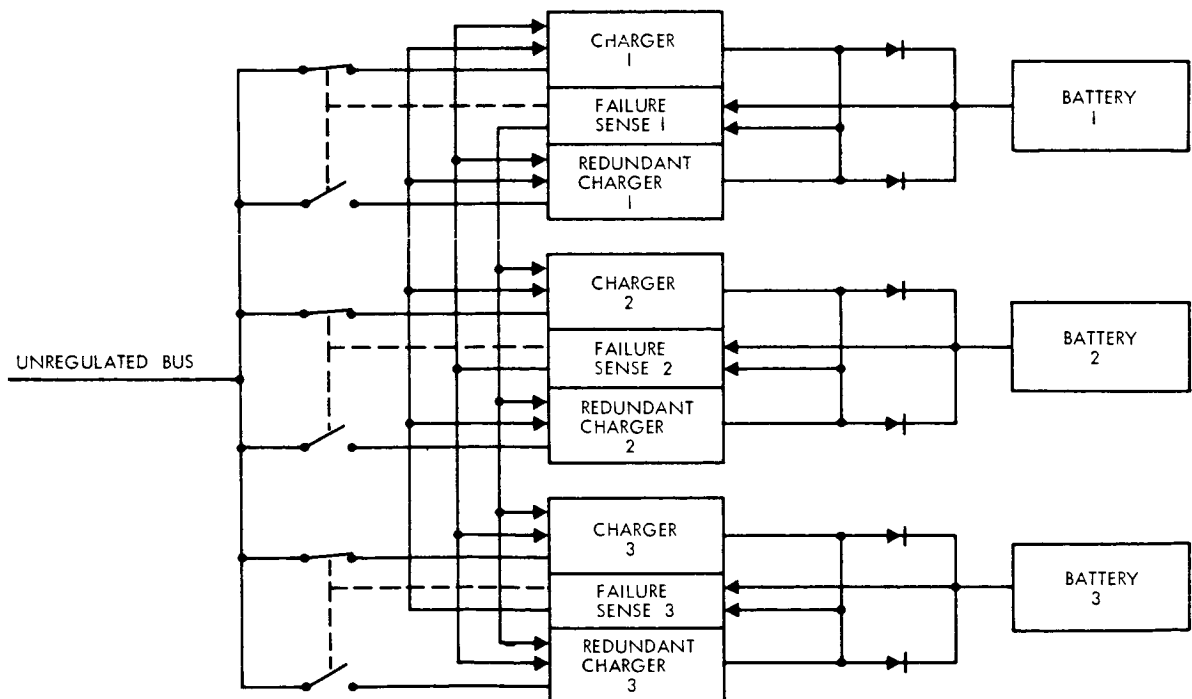 CHARGER
1
BATTERY
1
FAILURE
SENSE 1
REDUNDANT
CHARGER
1
CHARGER
2
BATTERY
2
UNREGULATED BUS
FAILURE
SENSE 2
REDUNDANT
CHARGER
2
CHARGER
3
BATTERY
3
FAILURE
SENSE 3
REDUNDANT
CHARGER
3